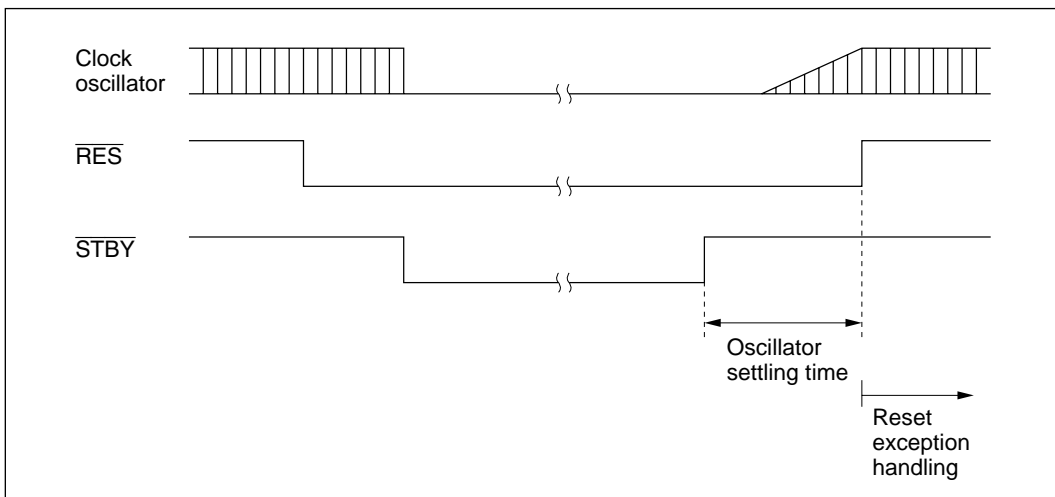 Clock
oscillator
RES
STBY
Oscillator
settling time
Reset
exception
handling